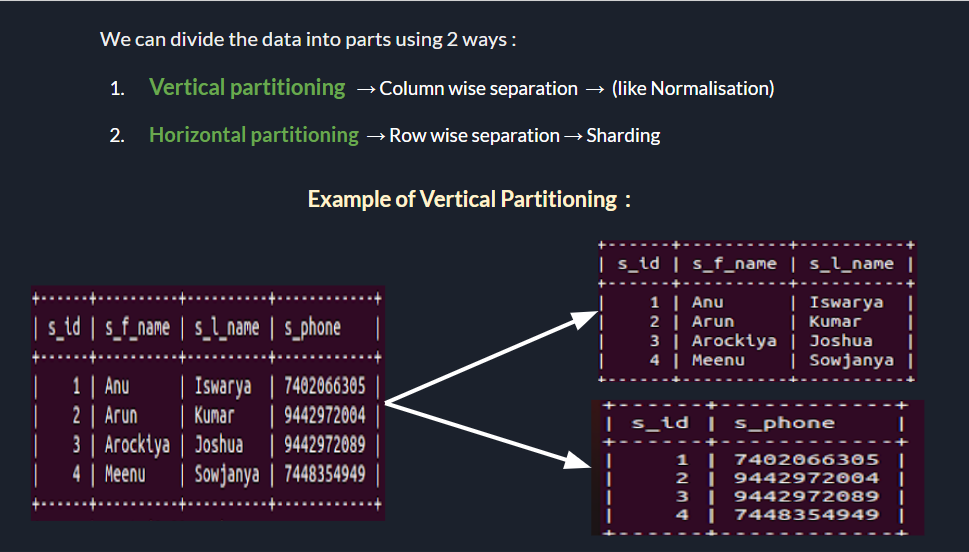 We can divide the data into parts using 2 ways :
1. Vertical partitioning → Column wise separation → (like Normalisation)
2. Horizontal partitioning → Row wise separation → Sharding
Example of Vertical Partitioning :
+------+----------+----------+------------+
| s_id | s_f_name | s_l_name | s_phone    |
+------+----------+----------+------------+
|    1 | Anu      | Iswarya  | 7402066305 |
|    2 | Arun     | Kumar    | 9442972004 |
|    3 | Arockiya | Joshua   | 9442972089 |
|    4 | Meenu    | Sowjanya | 7448354949 |
+------+----------+----------+------------+
+------+----------+----------+
| s_id | s_f_name | s_l_name |
+------+----------+----------+
|    1 | Anu      | Iswarya  |
|    2 | Arun     | Kumar    |
|    3 | Arockiya | Joshua   |
|    4 | Meenu    | Sowjanya |
+------+----------+----------+
+------+------------+
| s_id | s_phone    |
+------+------------+
|    1 | 7402066305 |
|    2 | 9442972004 |
|    3 | 9442972089 |
|    4 | 7448354949 |
+------+------------+